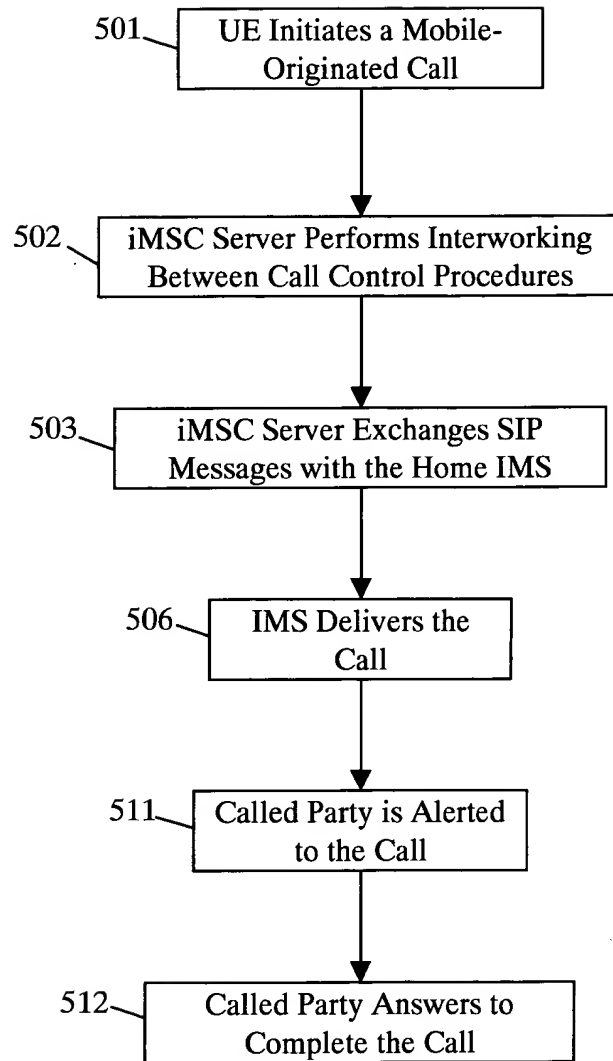 501
UE Initiates a Mobile-
Originated Call
502
iMSC Server Performs Interworking
Between Call Control Procedures
503
iMSC Server Exchanges SIP
Messages with the Home IMS
506
IMS Delivers the
Call
511
Called Party is Alerted
to the Call
512
Called Party Answers to
Complete the Call